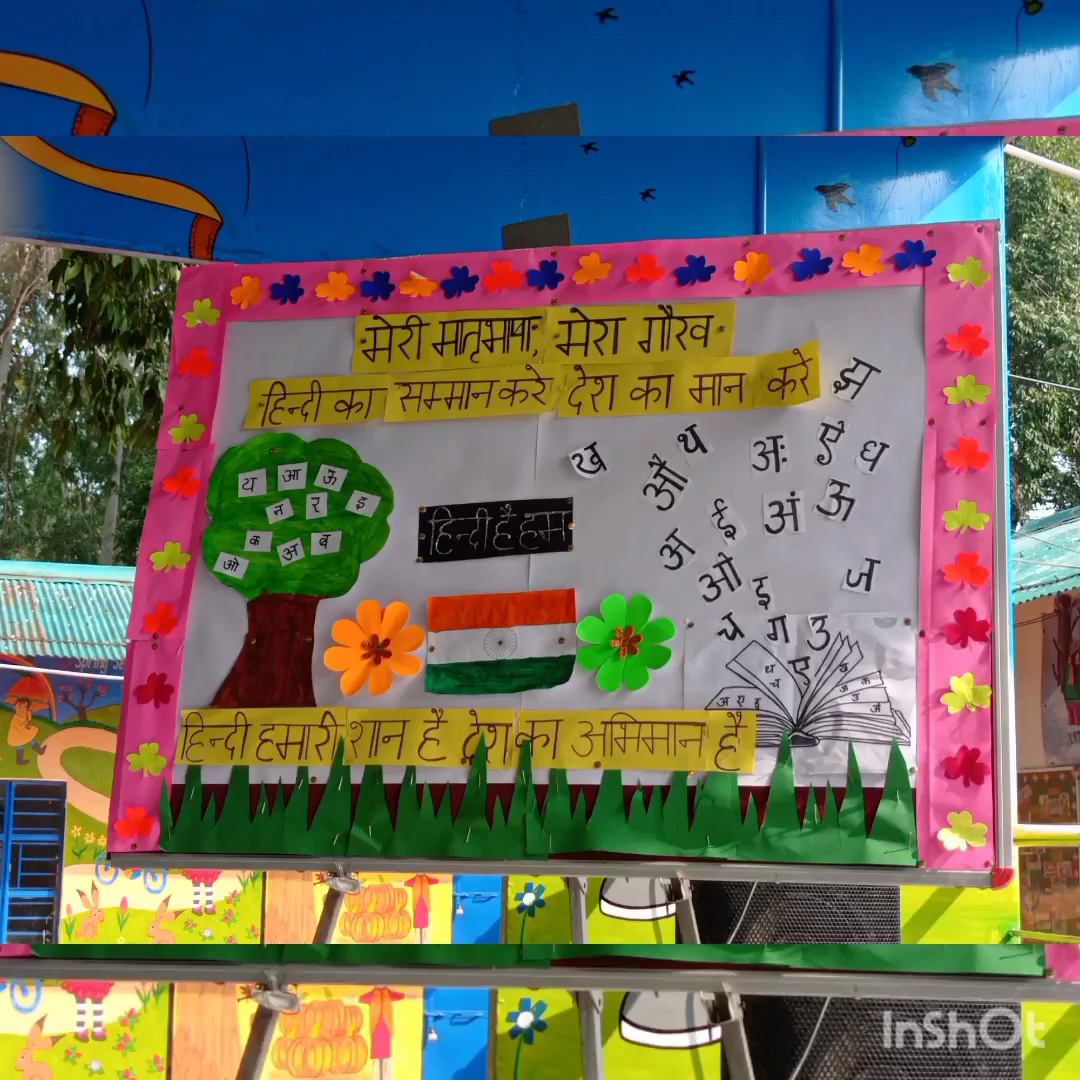 मेरी मातृभाषा, मेरा गौरव
हिन्दी का सम्मान करे देश का मान करे
थ आ ऊ
न र इ
क अ व
ओ
हिन्दी है हम
ख औ थ अः ऐ ध
अ ई अं ऊ
ओ इ ज
च ग उ
ए
हिन्दी हमारी शान है देश का अभिमान है
InShOt